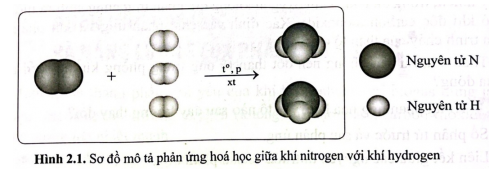 +
t°, p
xt
Nguyên tử N
Nguyên tử H
Hình 2.1. Sơ đồ mô tả phản ứng hoá học giữa khí nitrogen với khí hydrogen